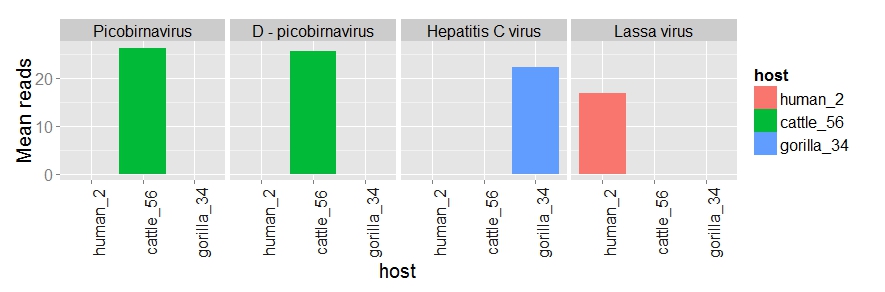 Picobirnavirus
D - picobirnavirus
Hepatitis C virus
Lassa virus
Mean reads
20
10
0
human_2
cattle_56
gorilla_34
human_2
cattle_56
gorilla_34
human_2
cattle_56
gorilla_34
human_2
cattle_56
gorilla_34
host
host
human_2
cattle_56
gorilla_34